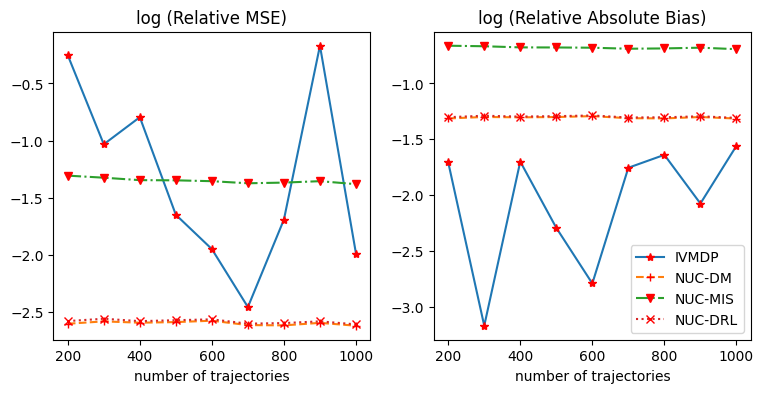 log (Relative MSE)
−0.5
−1.0
−1.5
−2.0
−2.5
200 400 600 800 1000
number of trajectories
log (Relative Absolute Bias)
−1.0
−1.5
−2.0
−2.5
−3.0
IVMDP
NUC-DM
NUC-MIS
NUC-DRL
200 400 600 800 1000
number of trajectories